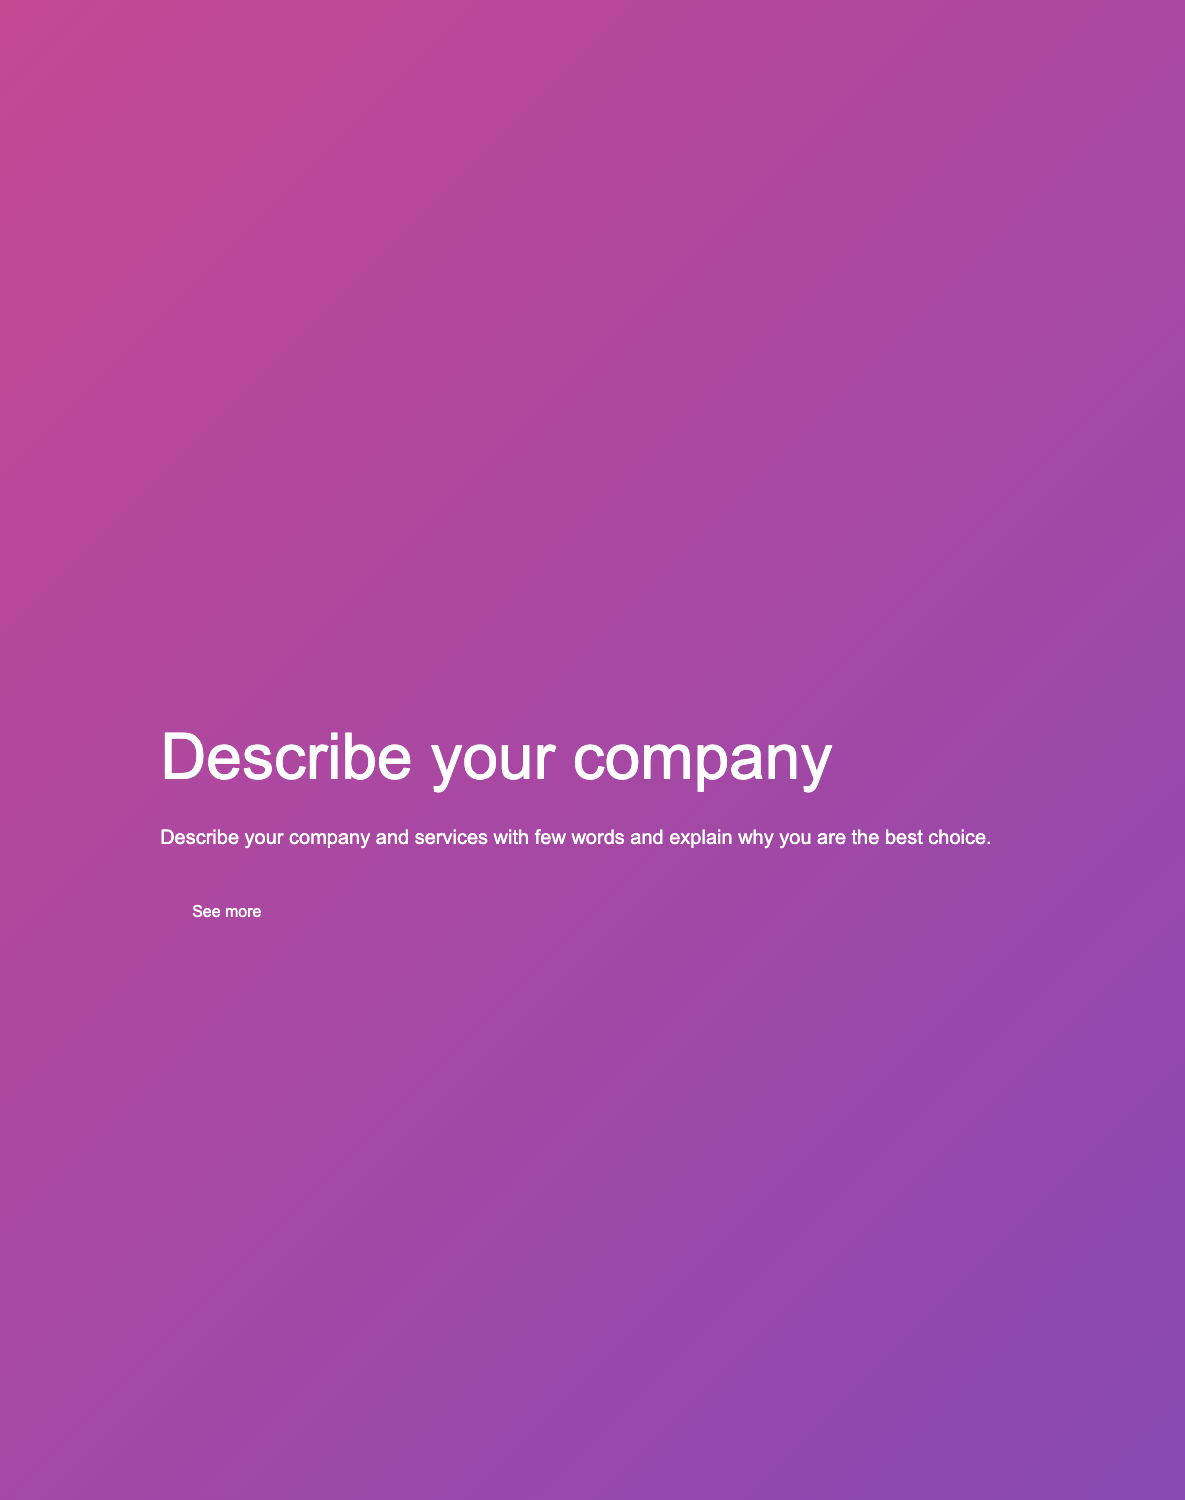 Describe your company
Describe your company and services with few words and explain why you are the best choice.
See more